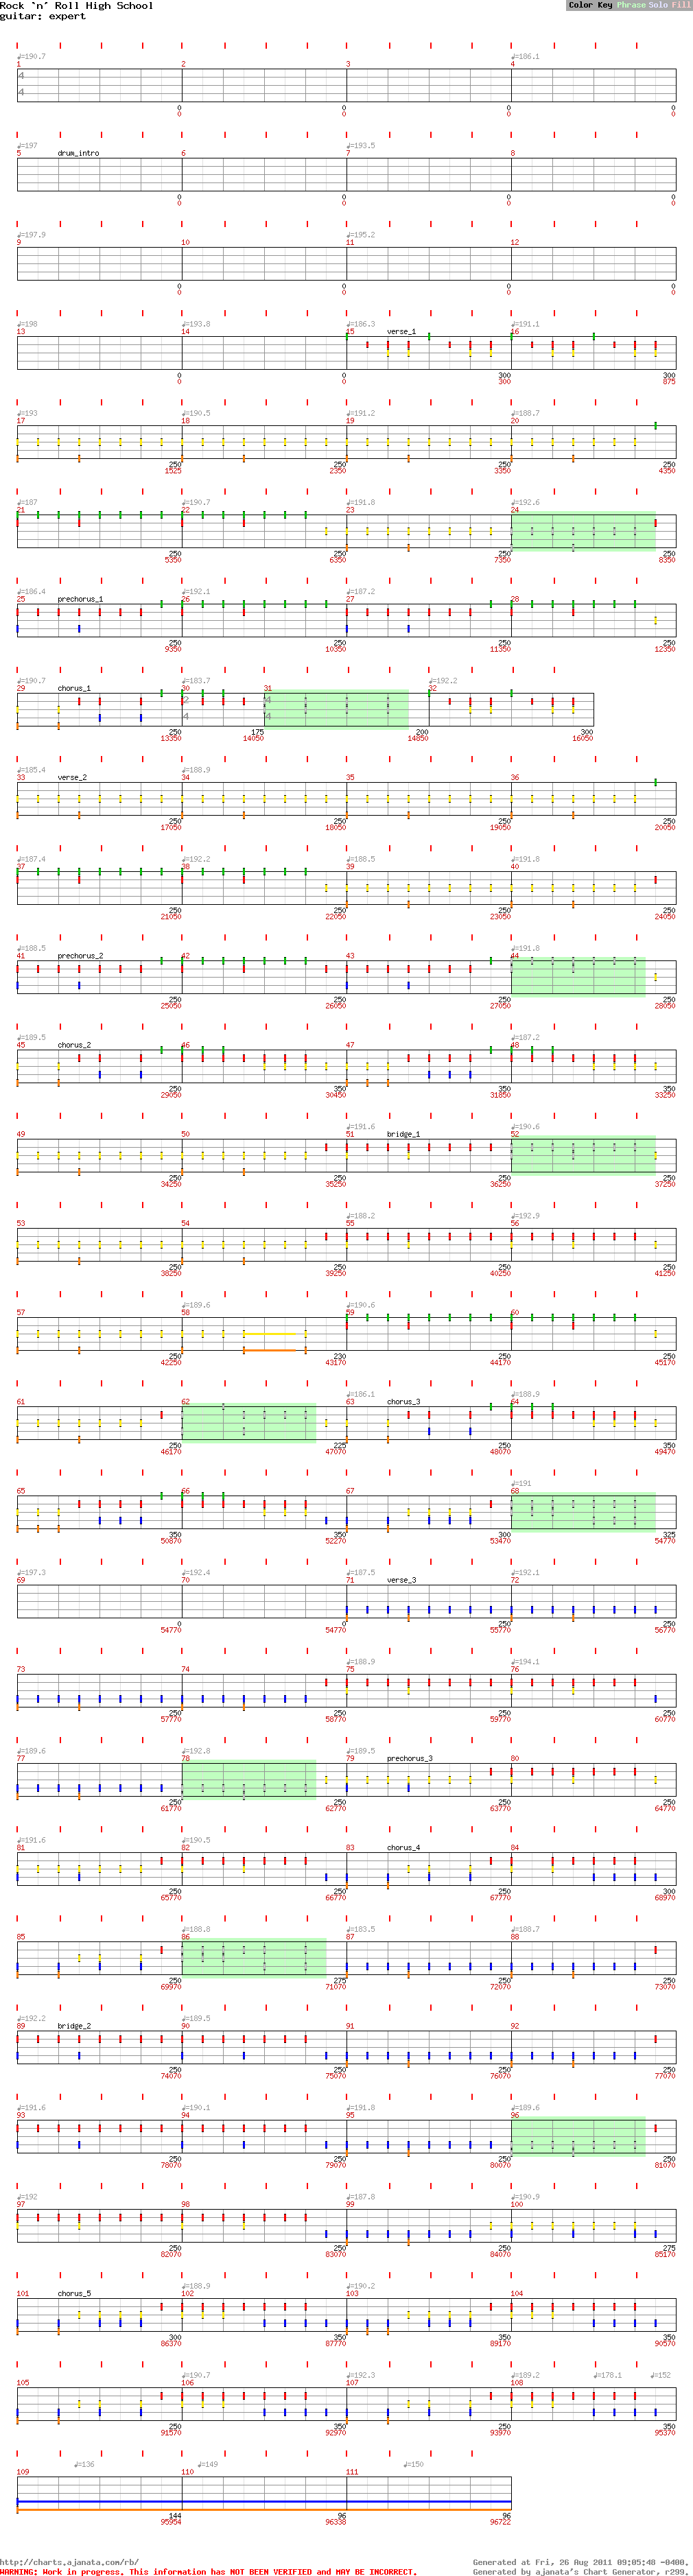 Rock `n' Roll High School
Color Key Phrase Solo Fill
guitar: expert
♩=190.7 ♩=186.1
1 2 3 4
4
4
0 0 0 0
0 0 0 0
♩=197 ♩=193.5
5 drum_intro 6 7 8
0 0 0 0
0 0 0 0
♩=197.9 ♩=195.2
9 10 11 12
0 0 0 0
0 0 0 0
♩=198 ♩=193.8 ♩=186.3 ♩=191.1
13 14 15 verse_1 16
0 0 300 300
0 0 300 875
♩=193 ♩=190.5 ♩=191.2 ♩=188.7
17 18 19 20
250 250 250 250
1525 2350 3350 4350
♩=187 ♩=190.7 ♩=191.8 ♩=192.6
21 22 23 24
250 250 250 250
5350 6350 7350 8350
♩=186.4 ♩=192.1 ♩=187.2
25 prechorus_1 26 27 28
250 250 250 250
9350 10350 11350 12350
♩=190.7 ♩=183.7 ♩=192.2
29 chorus_1 30 31 32
2 4
4 4
250 175 200 300
13350 14050 14850 16050
♩=185.4 ♩=188.9
33 verse_2 34 35 36
250 250 250 250
17050 18050 19050 20050
♩=187.4 ♩=192.2 ♩=188.5 ♩=191.8
37 38 39 40
250 250 250 250
21050 22050 23050 24050
♩=188.5 ♩=191.8
41 prechorus_2 42 43 44
250 250 250 250
25050 26050 27050 28050
♩=189.5 ♩=187.2
45 chorus_2 46 47 48
250 350 350 350
29050 30450 31850 33250
♩=191.6 ♩=190.6
49 50 51 bridge_1 52
250 250 250 250
34250 35250 36250 37250
♩=188.2 ♩=192.9
53 54 55 56
250 250 250 250
38250 39250 40250 41250
♩=189.6 ♩=190.6
57 58 59 60
250 230 250 250
42250 43170 44170 45170
♩=186.1 ♩=188.9
61 62 63 chorus_3 64
250 225 250 350
46170 47070 48070 49470
♩=191
65 66 67 68
350 350 300 325
50870 52270 53470 54770
♩=197.3 ♩=192.4 ♩=187.5 ♩=192.1
69 70 71 verse_3 72
0 0 250 250
54770 54770 55770 56770
♩=188.9 ♩=194.1
73 74 75 76
250 250 250 250
57770 58770 59770 60770
♩=189.6 ♩=192.8 ♩=189.5
77 78 79 prechorus_3 80
250 250 250 250
61770 62770 63770 64770
♩=191.6 ♩=190.5
81 82 83 chorus_4 84
250 250 250 300
65770 66770 67770 68970
♩=188.8 ♩=183.5 ♩=188.7
85 86 87 88
250 275 250 250
69970 71070 72070 73070
♩=192.2 ♩=189.5
89 bridge_2 90 91 92
250 250 250 250
74070 75070 76070 77070
♩=191.6 ♩=190.1 ♩=191.8 ♩=189.6
93 94 95 96
250 250 250 250
78070 79070 80070 81070
♩=192 ♩=187.8 ♩=190.9
97 98 99 100
250 250 250 275
82070 83070 84070 85170
♩=188.9 ♩=190.2
101 chorus_5 102 103 104
300 350 350 350
86370 87770 89170 90570
♩=190.7 ♩=192.3 ♩=189.2 ♩=178.1 ♩=152
105 106 107 108
250 350 250 350
91570 92970 93970 95370
♩=136 ♩=149 ♩=150
109 110 111
144 96 96
95954 96338 96722
http://charts.ajanata.com/rb/
Generated at Fri, 26 Aug 2011 09:05:48 -0400.
WARNING: Work in progress. This information has NOT BEEN VERIFIED and MAY BE INCORRECT.
Generated by ajanata's Chart Generator, r299.